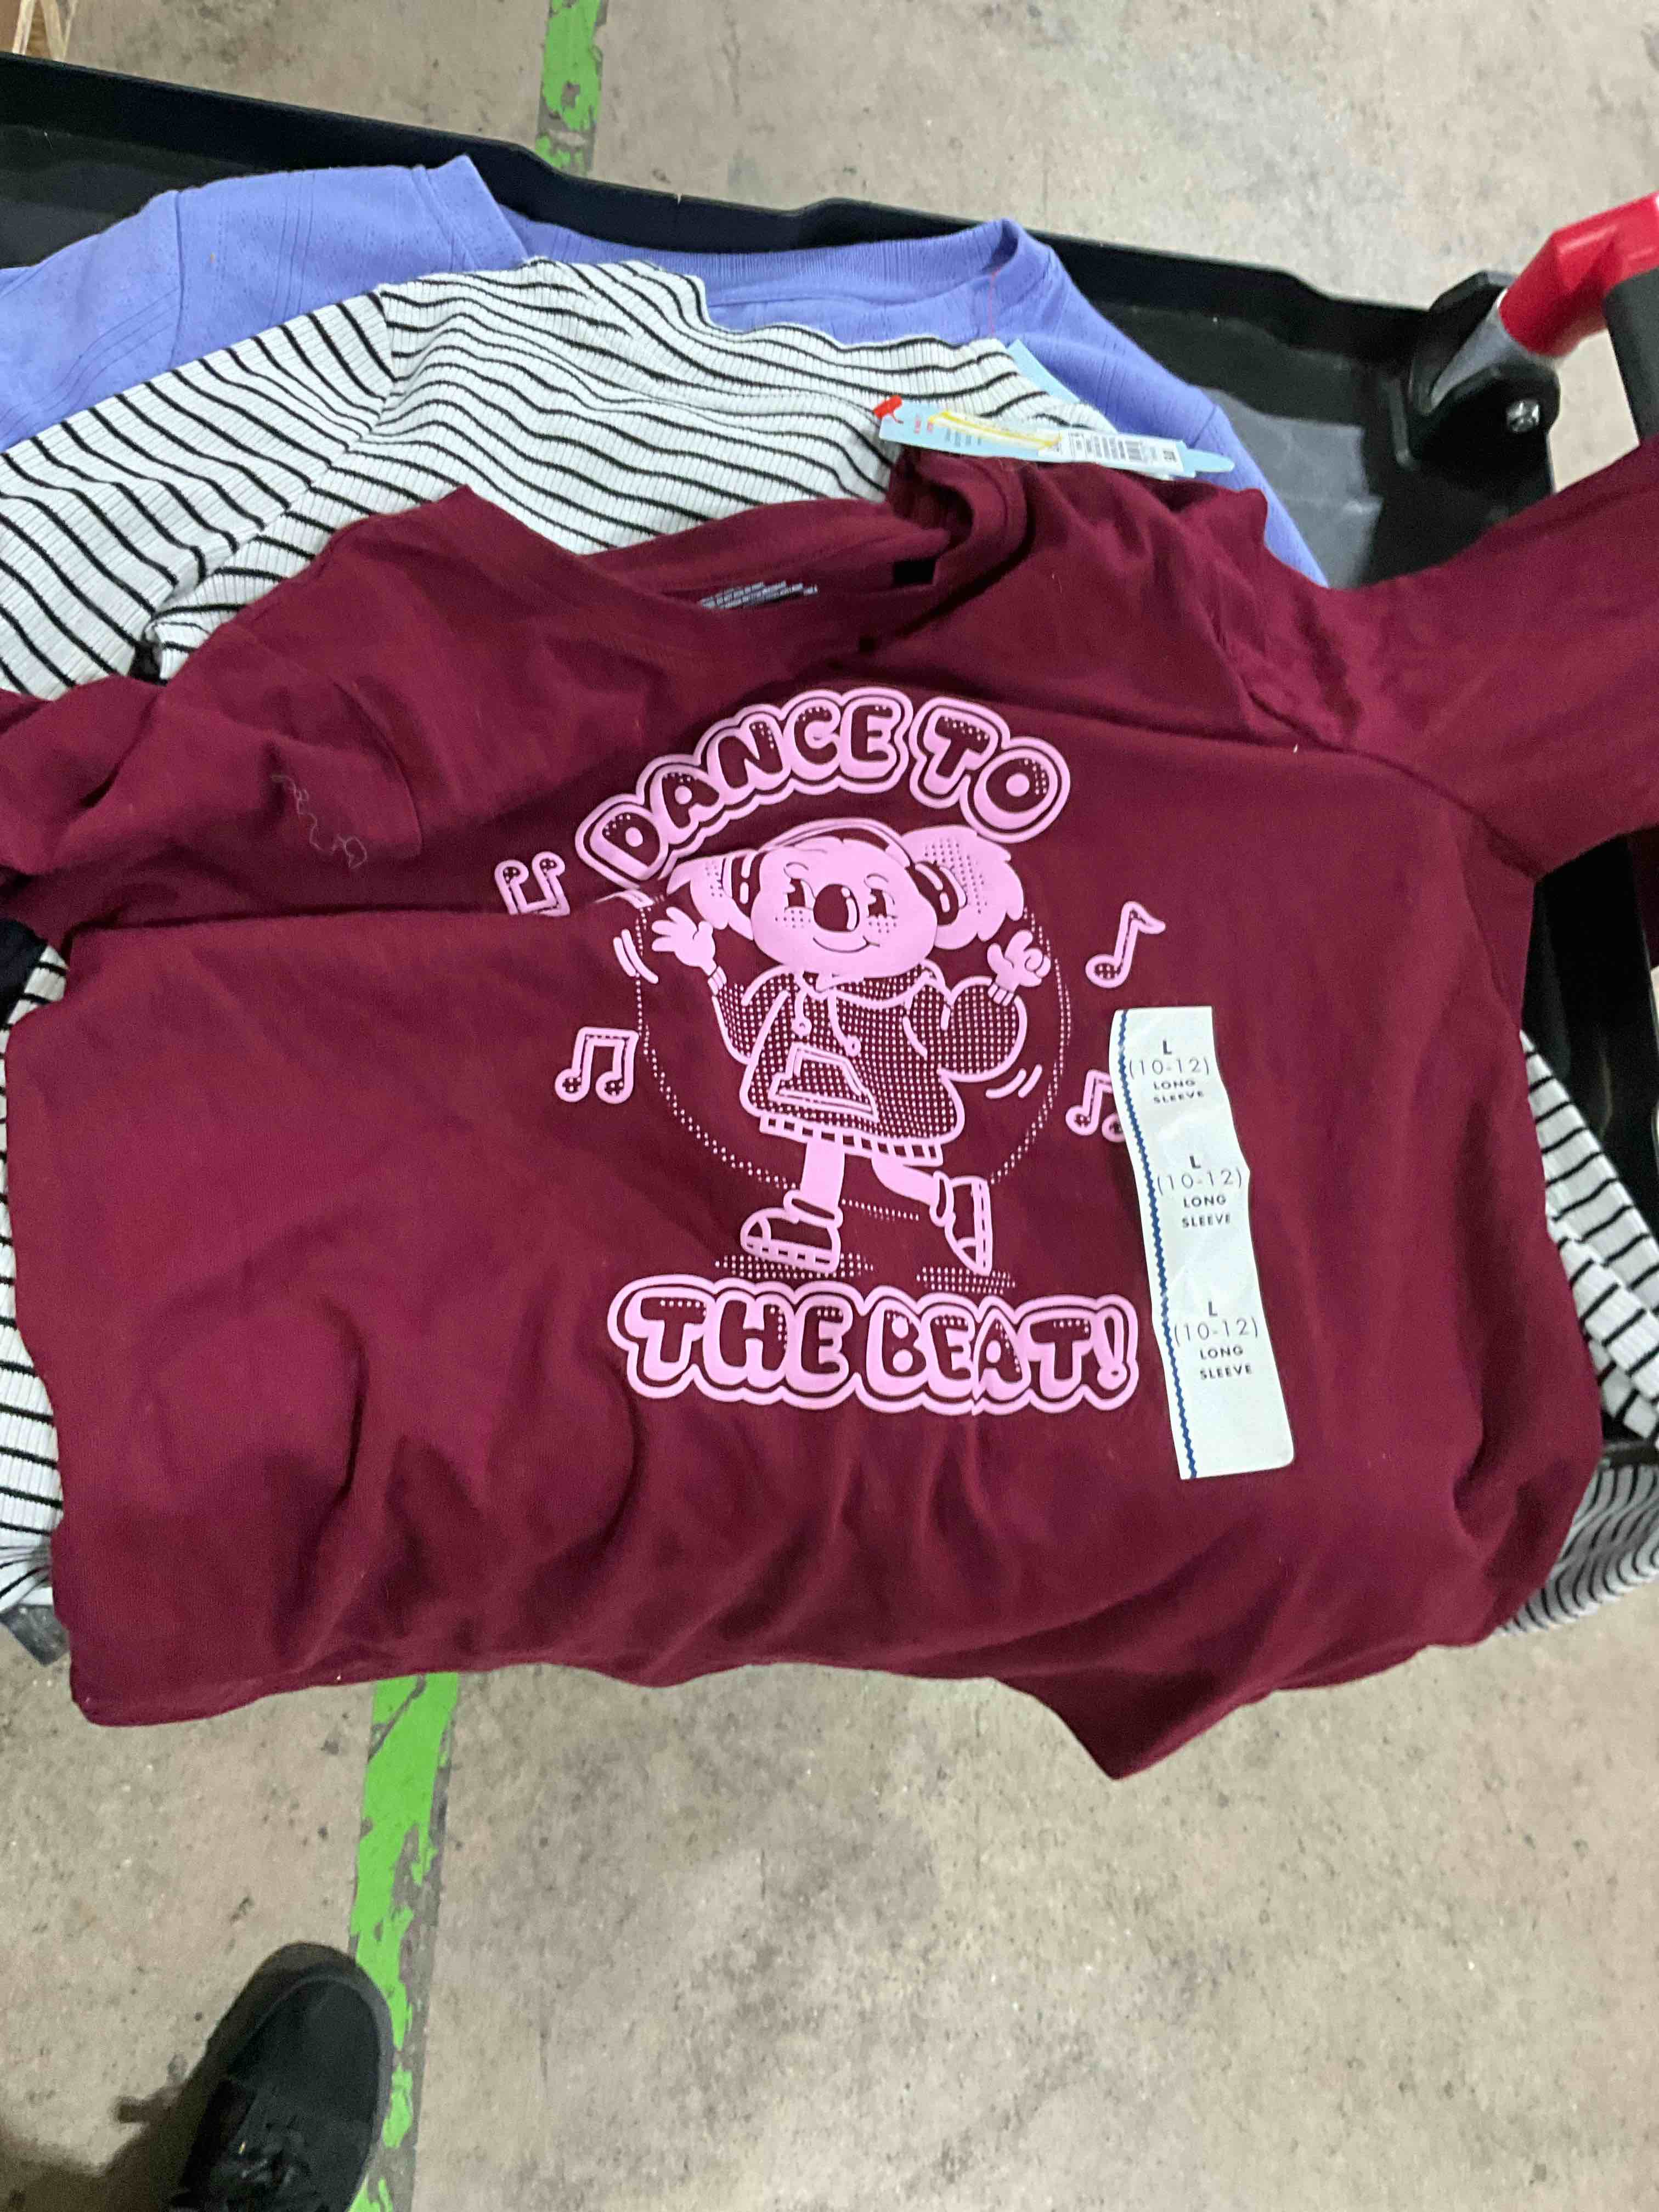 DANCE TO
THE BEAT!
L
(10-12)
LONG
SLEEVE
L
(10-12)
LONG
SLEEVE
L
(10-12)
LONG
SLEEVE